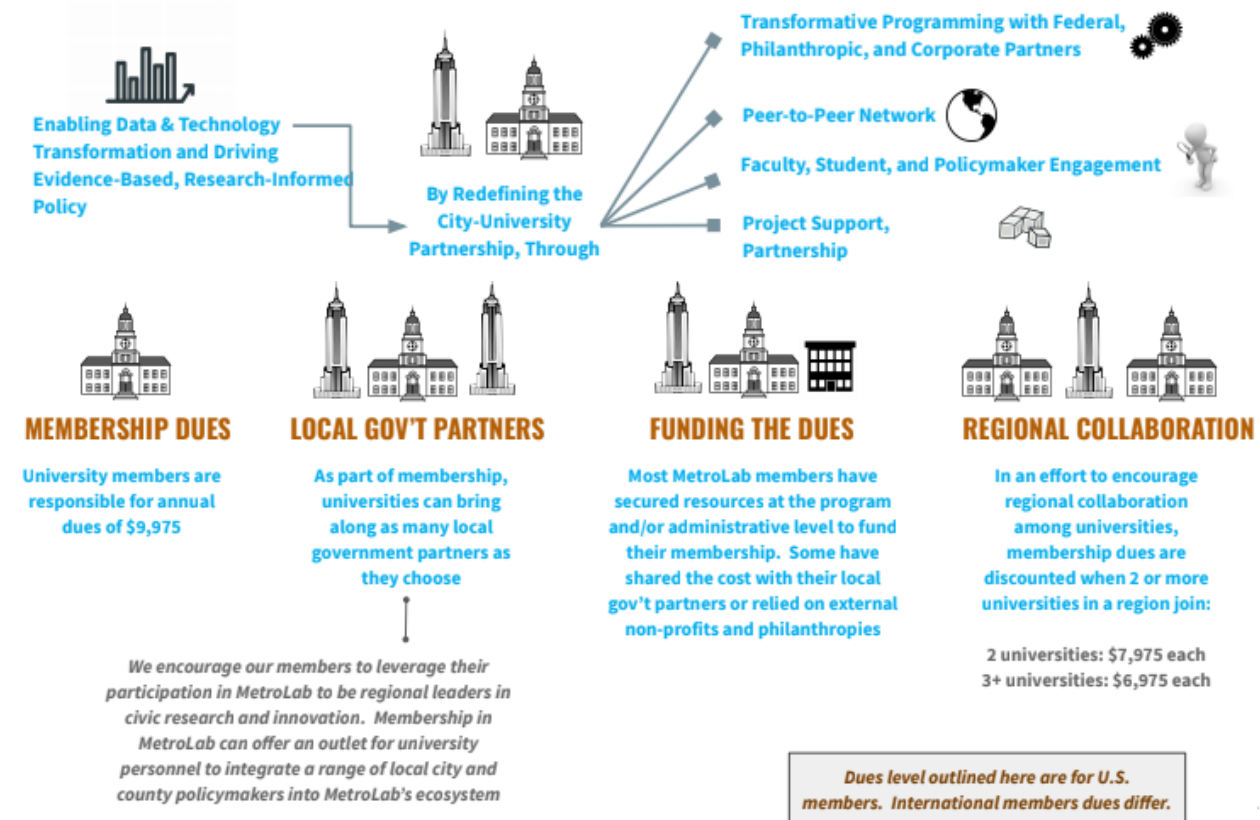 Enabling Data & Technology
Transformation and Driving
Evidence-Based, Research-Informed
Policy
By Redefining the
City-University
Partnership, Through
Transformative Programming with Federal,
Philanthropic, and Corporate Partners
Peer-to-Peer Network
Faculty, Student, and Policymaker Engagement
Project Support,
Partnership
MEMBERSHIP DUES
University members are
responsible for annual
dues of $9,975
LOCAL GOV'T PARTNERS
As part of membership,
universities can bring
along as many local
government partners as
they choose
We encourage our members to leverage their
participation in MetroLab to be regional leaders in
civic research and innovation.  Membership in
MetroLab can offer an outlet for university
personnel to integrate a range of local city and
county policymakers into MetroLab's ecosystem
FUNDING THE DUES
Most MetroLab members have
secured resources at the program
and/or administrative level to fund
their membership.  Some have
shared the cost with their local
gov't partners or relied on external
non-profits and philanthropies
REGIONAL COLLABORATION
In an effort to encourage
regional collaboration
among universities,
membership dues are
discounted when 2 or more
universities in a region join:
2 universities: $7,975 each
3+ universities: $6,975 each
Dues level outlined here are for U.S.
members.  International members dues differ.